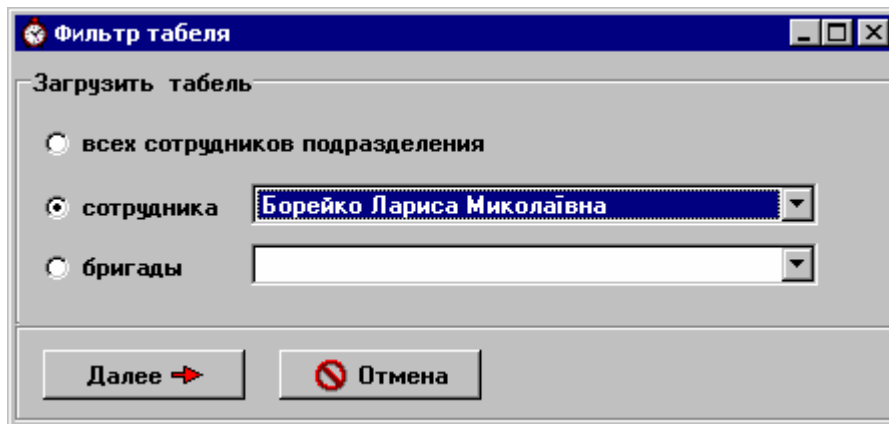 Фильтр табеля
Загрузить табель
всех сотрудников подразделения
сотрудника Борейко Лариса Миколаївна
бригады
Далее Отмена